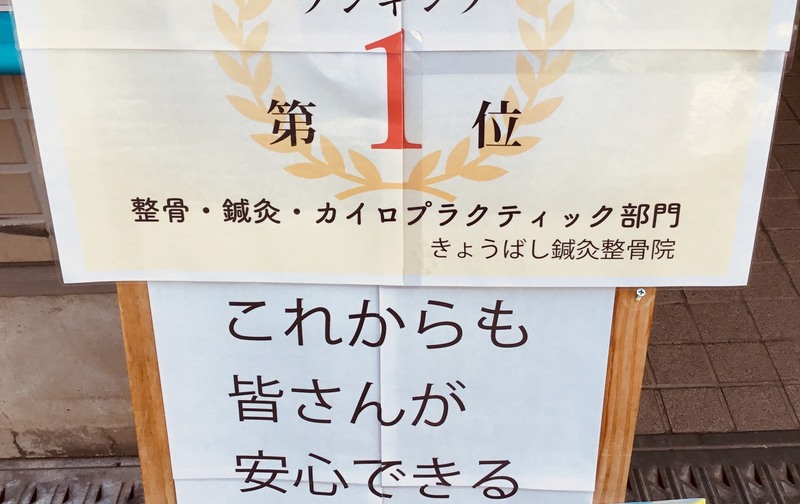 第1位
整骨・鍼灸・カイロプラクティック部門
きょうばし鍼灸整骨院
これからも
皆さんが
安心できる